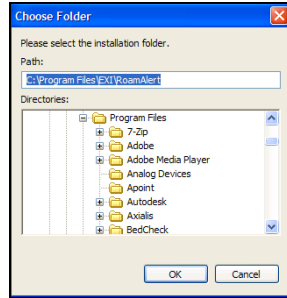 Choose Folder
Please select the installation folder.
Path:
C:\Program Files\EXI\RoamAlert
Directories:
Program Files
7-Zip
Adobe
Adobe Media Player
Analog Devices
Apoint
Autodesk
Axialis
BedCheck
OK Cancel